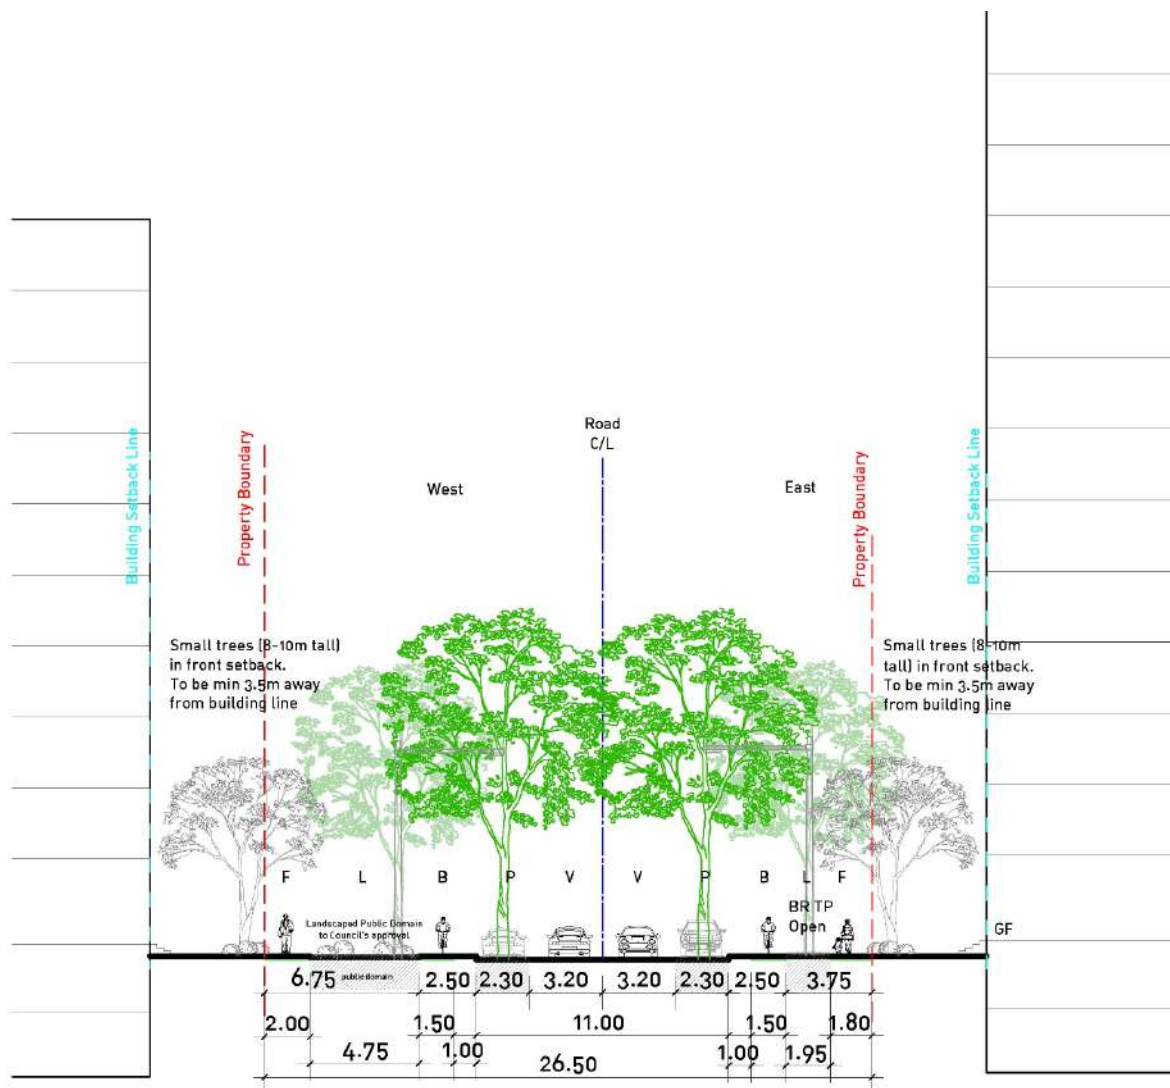 Road
C/L
West
East
Building Setback Line
Property Boundary
Property Boundary
Building Setback Line
Small trees (8-10m tall)
in front setback.
To be min 3.5m away
from building line
Small trees (8-10m
tall) in front setback.
To be min 3.5m away
from building line
F L B P V V P B L F
BR TP
Open
Landscaped Public Domain
to Council's approval
GF
6.75 public domain 2.50 2.30 3.20 3.20 2.30 2.50 3.75
2.00 1.50 11.00 1.50 1.80
4.75 1.00 26.50 1.00 1.95